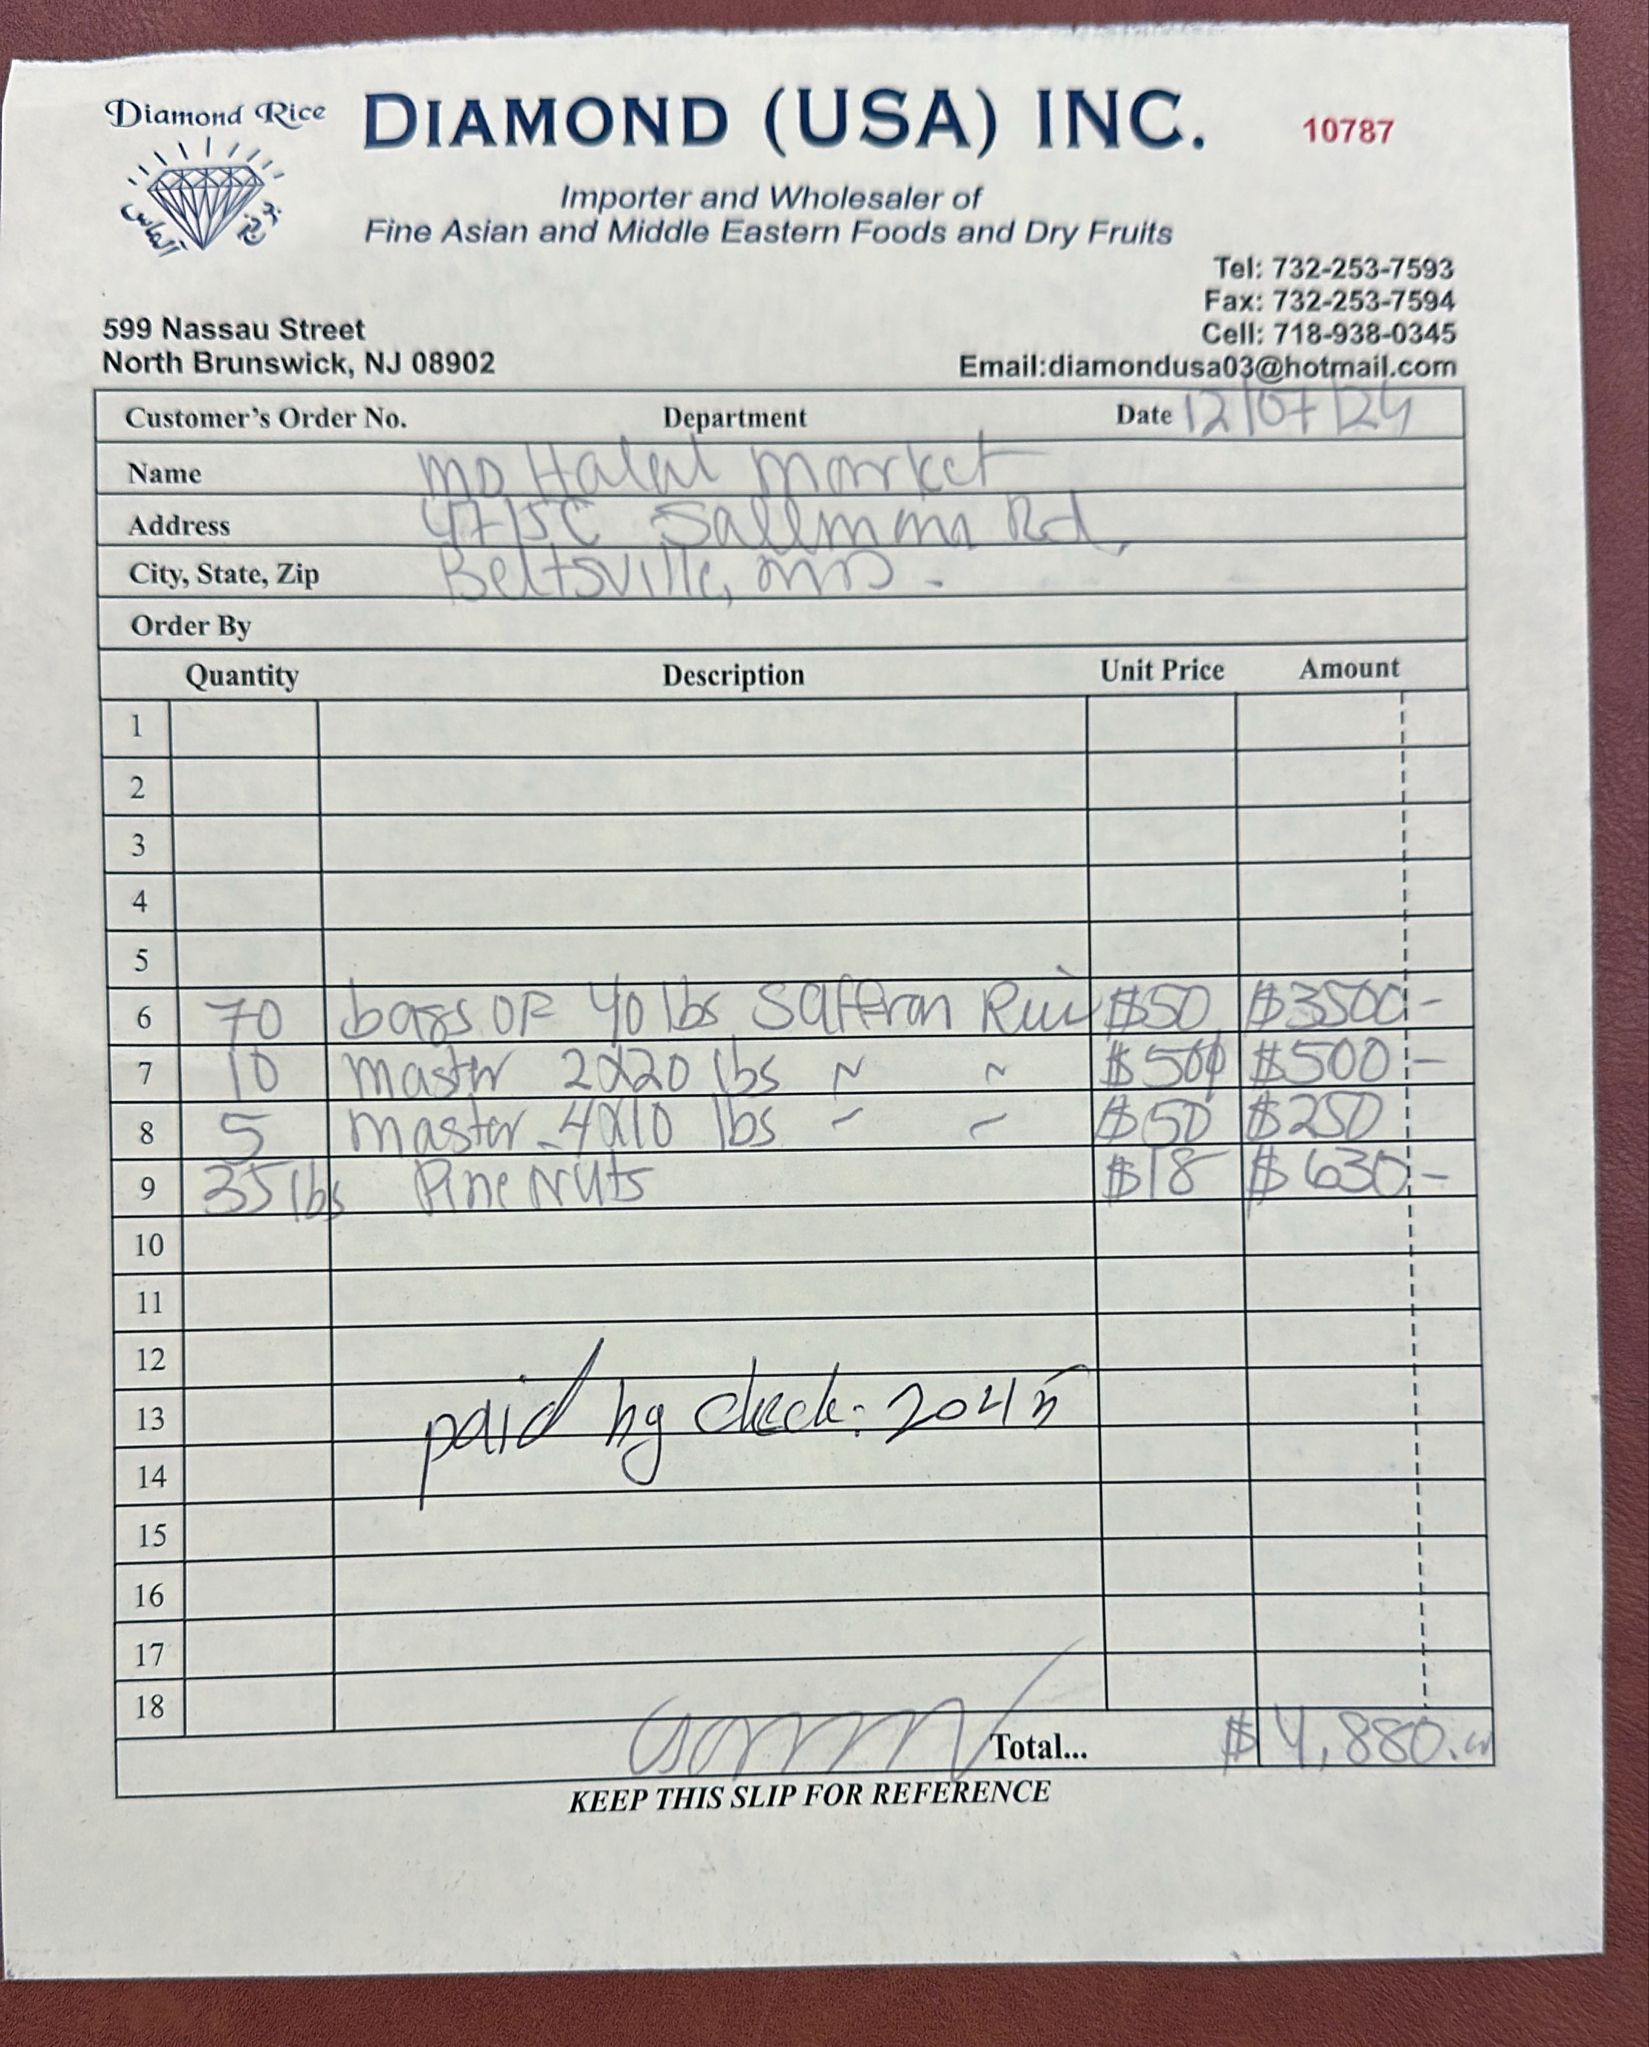 Diamond Rice
DIAMOND (USA) INC.
10787
Importer and Wholesaler of
Fine Asian and Middle Eastern Foods and Dry Fruits
الماس
Tel: 732-253-7593
Fax: 732-253-7594
Cell: 718-938-0345
Email:diamondusa03@hotmail.com
599 Nassau Street
North Brunswick, NJ 08902
Customer's Order No. Department Date 12/07/24
Name MD Halal Market
Address 4715C Rd.
City, State, Zip Beltsville, MD.
Order By
Quantity Description Unit Price Amount
1
2
3
4
5
6 70 bags OF 40 lbs Saffron $50 $3500 -
7 10 Master 2x20 lbs " " $50 $500 -
8 5 Master - 4x10 lbs " " $50 $250
9 35 lbs Pine Nuts $18 $630 -
10
11
12
13 paid by check: 2045
14
15
16
17
18
Total... $4,880.
KEEP THIS SLIP FOR REFERENCE